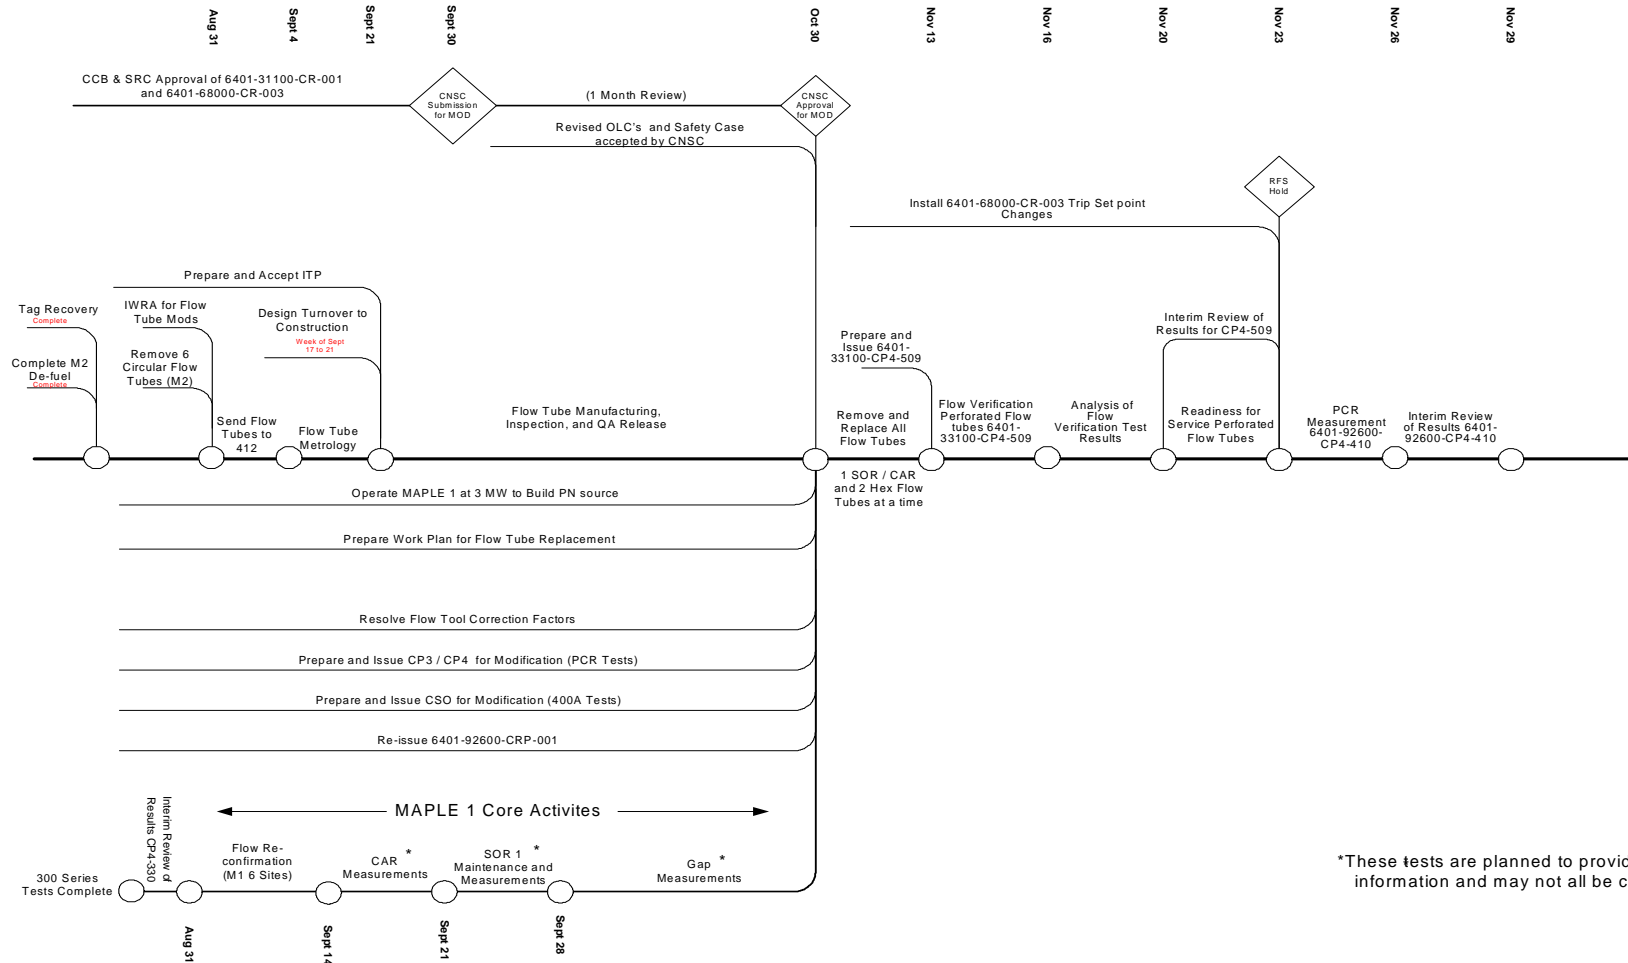 Aug 31
Sept 4
Sept 21
Sept 30
Oct 30
Nov 13
Nov 16
Nov 20
Nov 23
Nov 26
Nov 29
CCB & SRC Approval of 6401-31100-CR-001
and 6401-68000-CR-003
CNSC
Submission
for MOD
(1 Month Review)
CNSC
Approval
for MOD
Revised OLC's and Safety Case
accepted by CNSC
RFS
Hold
Install 6401-68000-CR-003 Trip Set point
Changes
Prepare and Accept ITP
Tag Recovery
Complete
IWRA for Flow
Tube Mods
Design Turnover to
Construction
Week of Sept
17 to 21
Complete M2
De-fuel
Complete
Remove 6
Circular Flow
Tubes (M2)
Prepare and
Issue 6401-
33100-CP4-509
Interim Review of
Results for CP4-509
Send Flow
Tubes to
412
Flow Tube
Metrology
Flow Tube Manufacturing,
Inspection, and QA Release
Remove and
Replace All
Flow Tubes
Flow Verification
Perforated Flow
tubes 6401-
33100-CP4-509
Analysis of
Flow
Verification Test
Results
Readiness for
Service Perforated
Flow Tubes
PCR
Measurement
6401-92600-
CP4-410
Interim Review
of Results 6401-
92600-CP4-410
1 SOR / CAR
and 2 Hex Flow
Tubes at a time
Operate MAPLE 1 at 3 MW to Build PN source
Prepare Work Plan for Flow Tube Replacement
Resolve Flow Tool Correction Factors
Prepare and Issue CP3 / CP4 for Modification (PCR Tests)
Prepare and Issue CSO for Modification (400A Tests)
Re-issue 6401-92600-CRP-001
MAPLE 1 Core Activites
300 Series
Tests Complete
Interim Review of
Results CP4-330
Flow Re-
confirmation
(M1 6 Sites)
CAR *
Measurements
SOR 1 *
Maintenance and
Measurements
Gap *
Measurements
Aug 31
Sept 14
Sept 21
Sept 28
*These tests are planned to provid
information and may not all be c